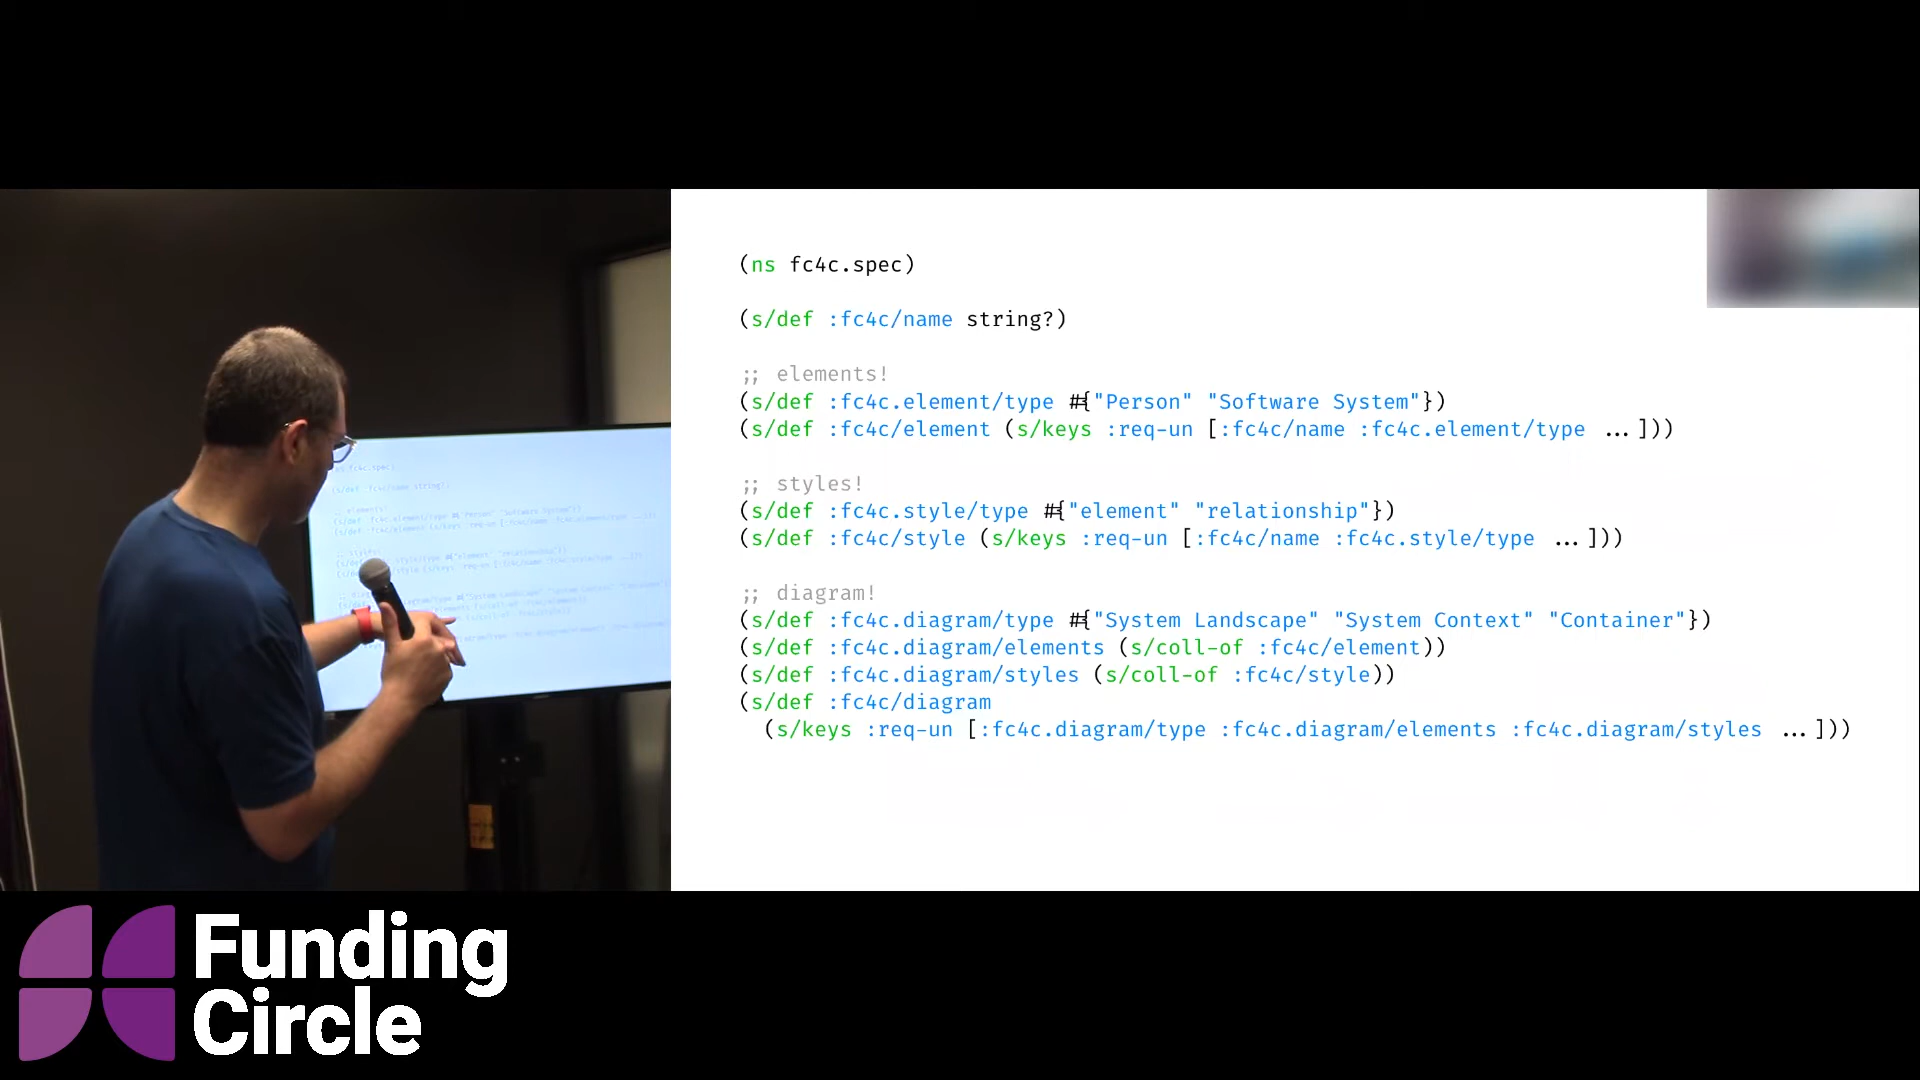 (ns fc4c.spec)
(s/def :fc4c/name string?)
;; elements!
(s/def :fc4c.element/type #{"Person" "Software System"})
(s/def :fc4c/element (s/keys :req-un [:fc4c/name :fc4c.element/type ...]))
;; styles!
(s/def :fc4c.style/type #{"element" "relationship"})
(s/def :fc4c/style (s/keys :req-un [:fc4c/name :fc4c.style/type ...]))
;; diagram!
(s/def :fc4c.diagram/type #{"System Landscape" "System Context" "Container"})
(s/def :fc4c.diagram/elements (s/coll-of :fc4c/element))
(s/def :fc4c.diagram/styles (s/coll-of :fc4c/style))
(s/def :fc4c/diagram
(s/keys :req-un [:fc4c.diagram/type :fc4c.diagram/elements :fc4c.diagram/styles ...]))
Funding
Circle